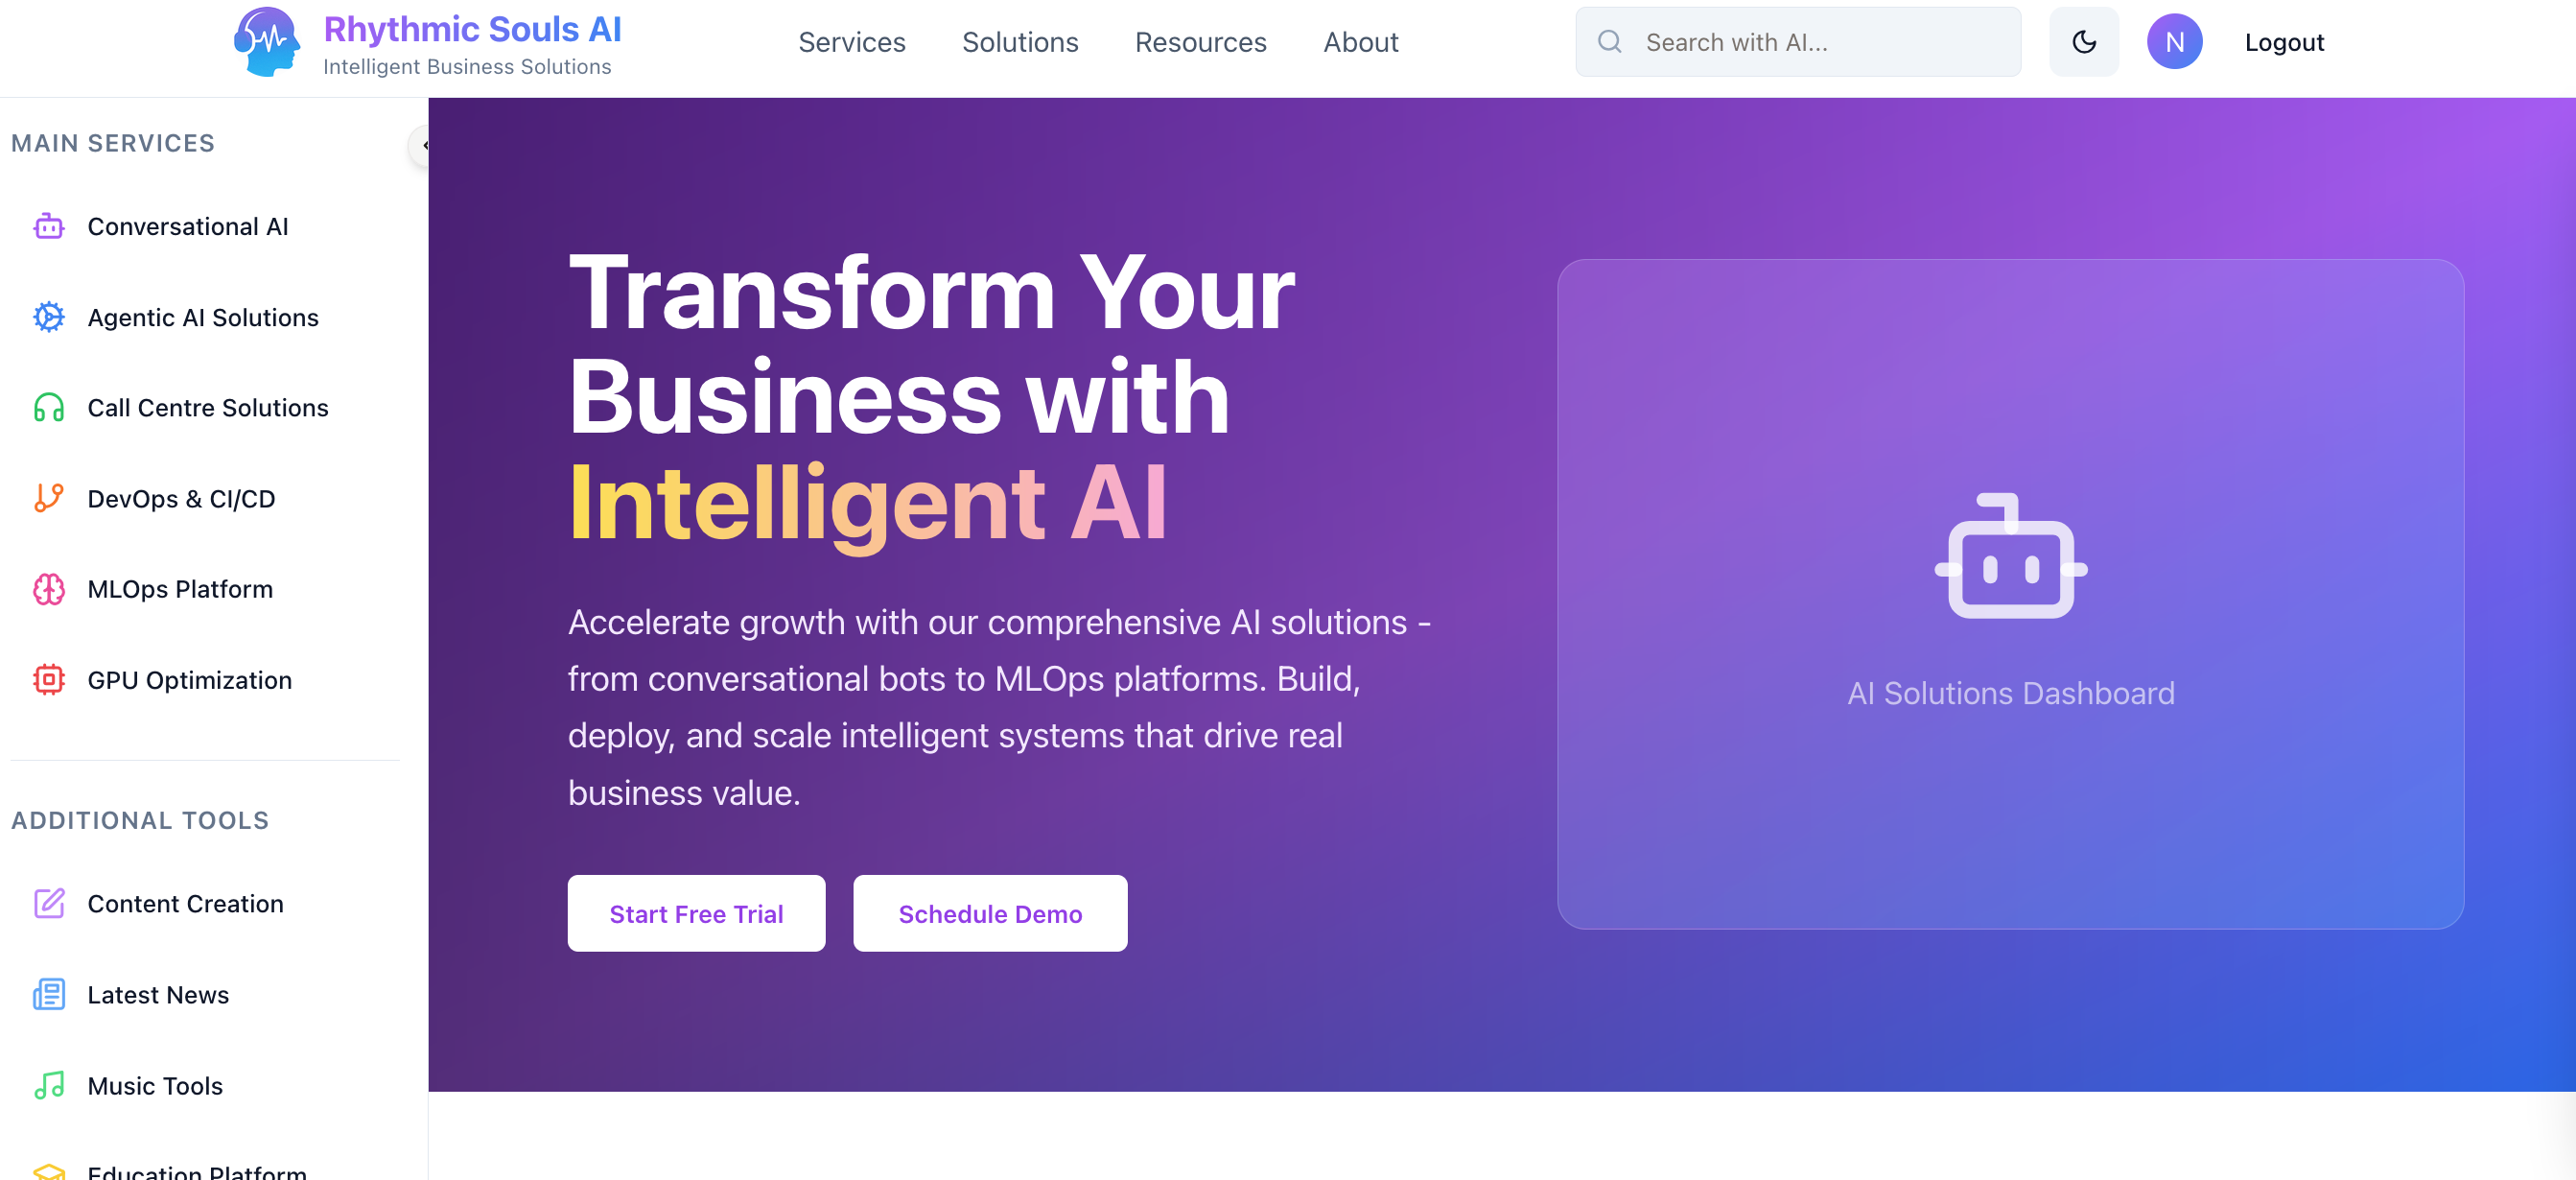 Rhythmic Souls AI
Intelligent Business Solutions
Services
Solutions
Resources
About
Search with AI...
N
Logout
MAIN SERVICES
Conversational AI
Agentic AI Solutions
Call Centre Solutions
DevOps & CI/CD
MLOps Platform
GPU Optimization
ADDITIONAL TOOLS
Content Creation
Latest News
Music Tools
Education Platform
Transform Your
Business with
Intelligent AI
Accelerate growth with our comprehensive AI solutions -
from conversational bots to MLOps platforms. Build,
deploy, and scale intelligent systems that drive real
business value.
Start Free Trial
Schedule Demo
AI Solutions Dashboard